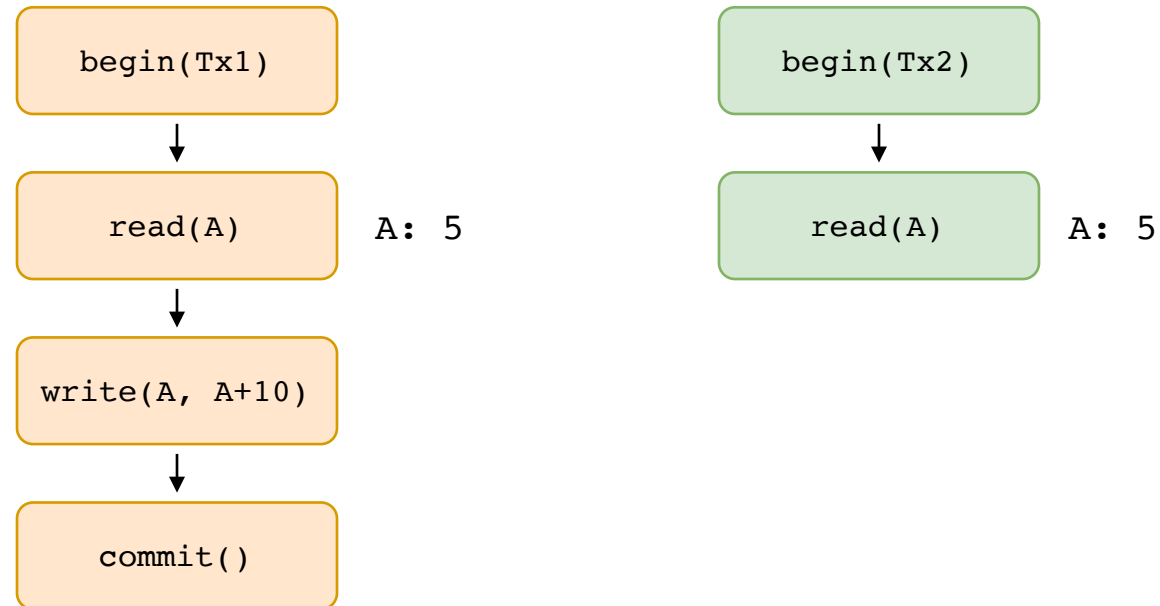 begin(Tx1)
begin(Tx2)
read(A)
A: 5
read(A)
A: 5
write(A, A+10)
commit()